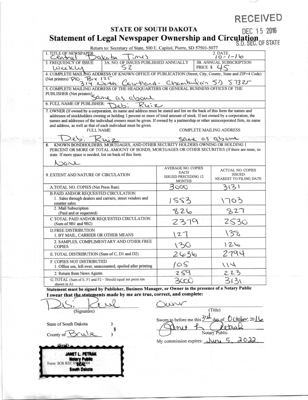 RECEIVED
DEC 15 2016
S.D. SEC. OF STATE
STATE OF SOUTH DAKOTA
Statement of Legal Newspaper Ownership and Circulation
Return to: Secretary of State, 500 E. Capitol, Pierre, SD 57501-5077
1. TITLE OF NEWSPAPER
Central Dakota Times
2. DATE
10-1-16
3. FREQUENCY OF ISSUE
Weekly
3A. NO. OF ISSUES PUBLISHED ANNUALLY
52
3B. ANNUAL SUBSCRIPTION
PRICE $ 45
4. COMPLETE MAILING ADDRESS OF KNOWN OFFICE OF PUBLICATION (Street, City, County, State and ZIP+4 Code)
(Not printers) PO Box 125
Chamberlain SD 57325
5. COMPLETE MAILING ADDRESS OF THE HEADQUARTERS OR GENERAL BUSINESS OFFICES OF THE
PUBLISHER (Not printer) Same as above
6. FULL NAME OF PUBLISHER: Deb Ruiz
7. OWNER (If owned by a corporation, its name and address must be stated and list on the back of this form the names and
addresses of stockholders owning or holding 1 percent or more of total amount of stock. If not owned by a corporation, the
names and addresses of the individual owners must be given. If owned by a partnership or other unincorporated firm, its name
and address, as well as that of each individual must be given).
FULL NAME
COMPLETE MAILING ADDRESS
Deb Ruiz
Same as above
8. KNOWN BONDHOLDERS, MORTGAGES, AND OTHER SECURITY HOLDERS OWNING OR HOLDING 1
PERCENT OR MORE OF TOTAL AMOUNT OF BONDS, MORTGAGES OR OTHER SECURITIES (If there are none, so
state. If more space is needed, list on back of this form).
None
9. EXTENT AND NATURE OF CIRCULATION
AVERAGE NO. COPIES
EACH
ISSUED PRECEDING 12
MONTHS
ACTUAL NO. COPIES
ISSUED
NEAREST TO FILING DATE
A. TOTAL NO. COPIES (Net Press Run)
3000
3131
B. PAID AND/OR REQUESTED CIRCULATION
1. Sales through dealers and carriers, street vendors and
counter sales
1553
1703
2. Mail Subscription
(Paid and or requested)
826
827
C. TOTAL PAID AND/OR REQUESTED CIRCULATION
(Sum of 9B1 and 9B2)
2379
2530
D. FREE DISTRIBUTION
1. BY MAIL, CARRIER OR OTHER MEANS
127
138
2. SAMPLES, COMPLIMENTARY AND OTHER FREE
COPIES
130
126
E. TOTAL DISTRIBUTION (Sum of C, D1 and D2)
2636
2794
F. COPIES NOT DISTRIBUTED
1. Office use, left over, unaccounted, spoiled after printing
105
114
2. Return from News Agents
259
223
G. TOTAL (Sum of E, F1 and F2 - Should equal net press run
shown in A)
3000
3131
Statement must be signed by Publisher, Business Manager, or Owner in the presence of a Notary Public
I swear that the statements made by me are true, correct, and complete:
Owner
(Title)
State of South Dakota )
County of Brule )
Sworn to before me this 3rd day of October 2016
Janet L Petrak
Notary Public
My commission expires June 5, 2022
JANET L. PETRAK
Notary Public
SEAL
South Dakota